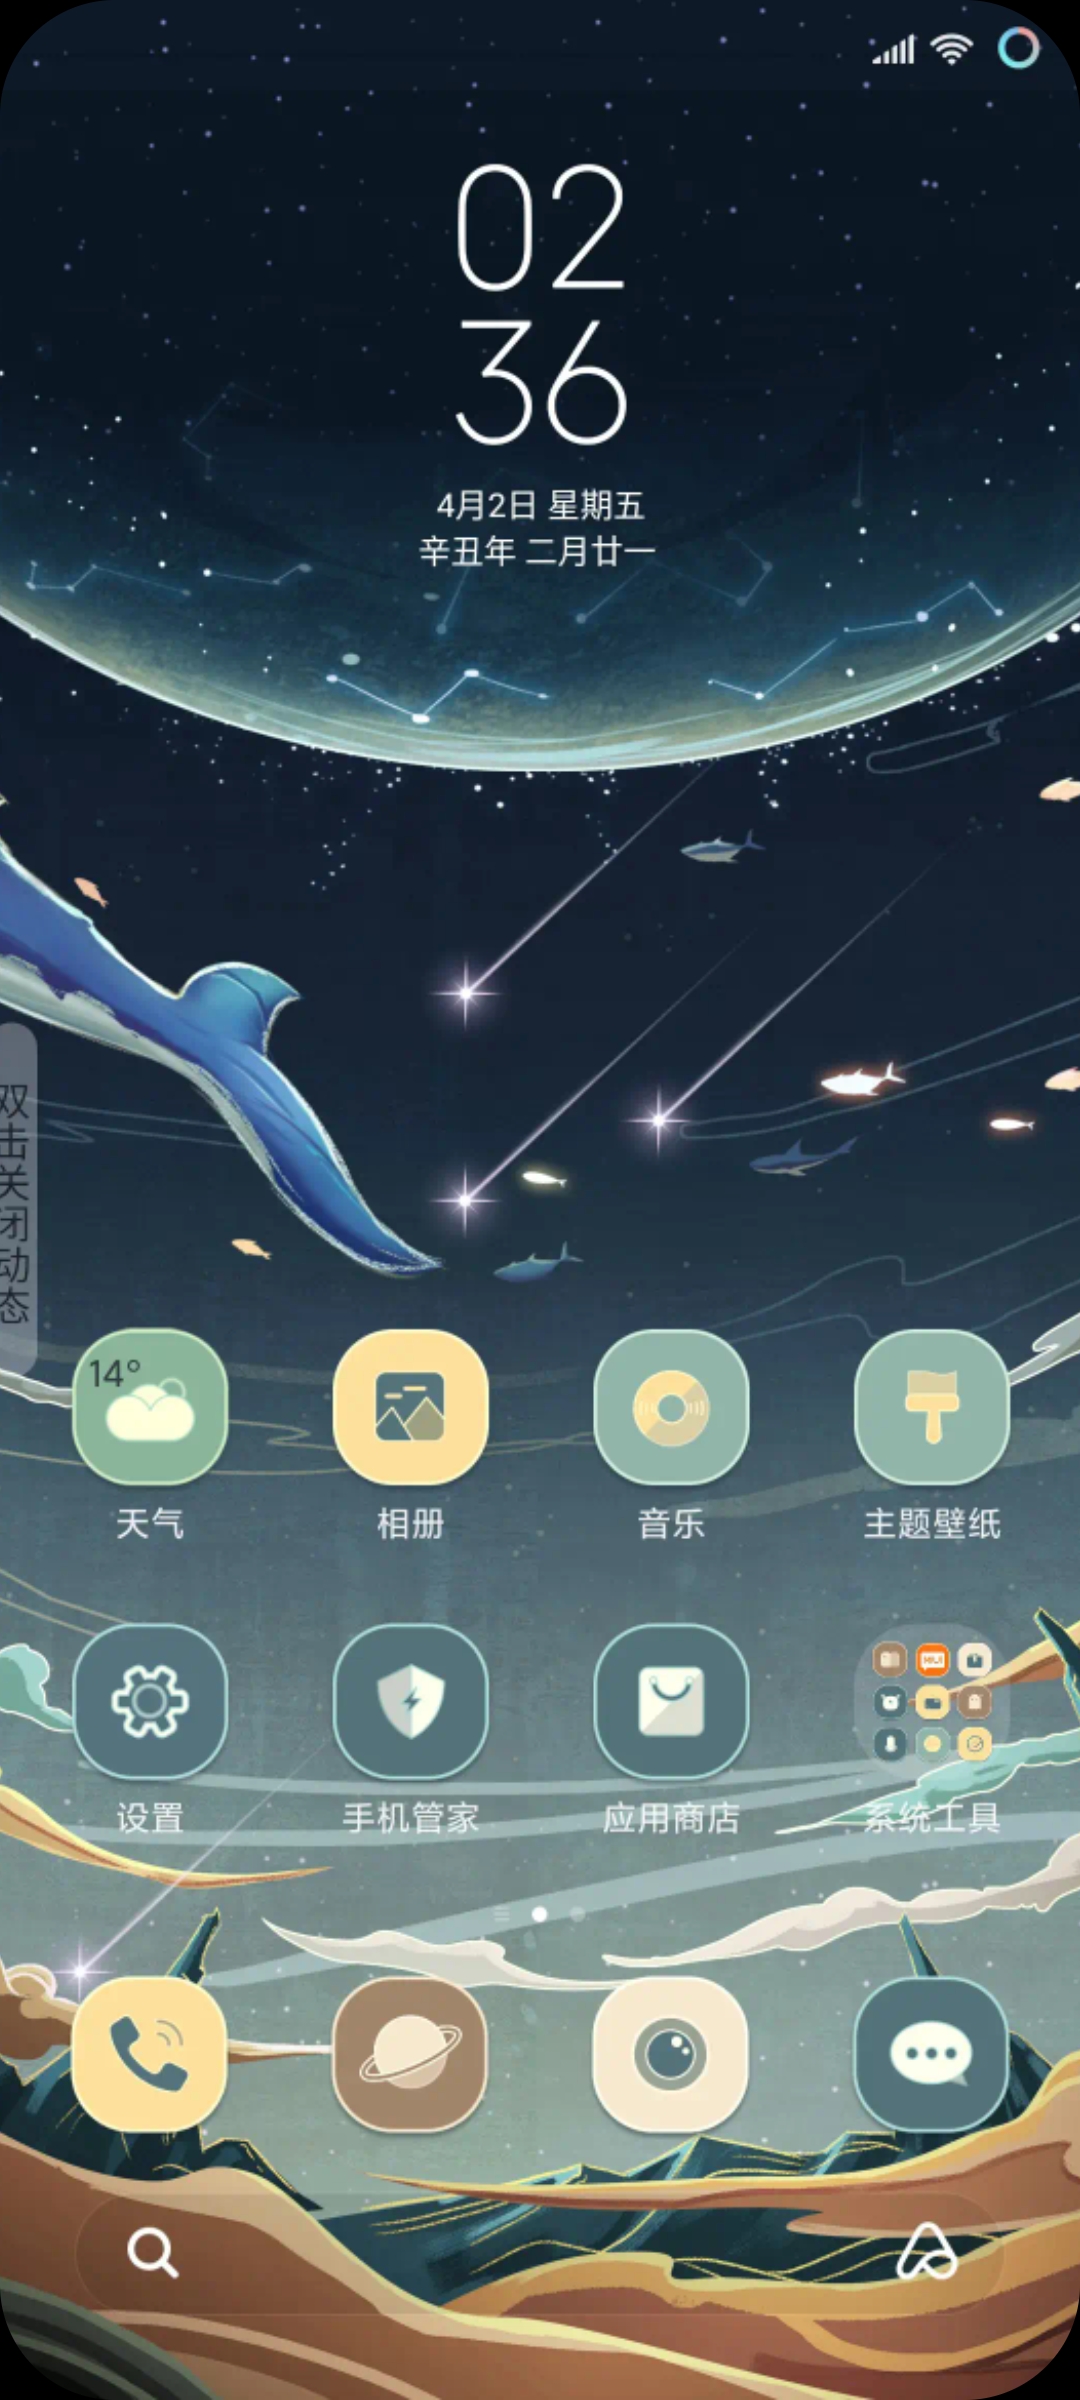 02
36
4月2日 星期五
辛丑年 二月廿一
双击关闭动态
14°
天气
相册
音乐
主题壁纸
设置
手机管家
应用商店
系统工具